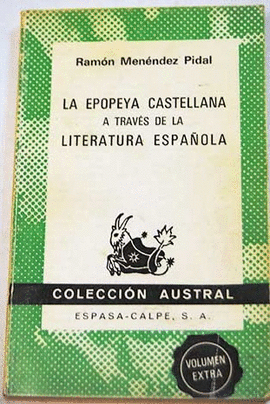 Ramón Menéndez Pidal
LA EPOPEYA CASTELLANA
A TRAVÉS DE LA
LITERATURA ESPAÑOLA
COLECCIÓN AUSTRAL
ESPASA-CALPE, S. A.
VOLUMEN
EXTRA